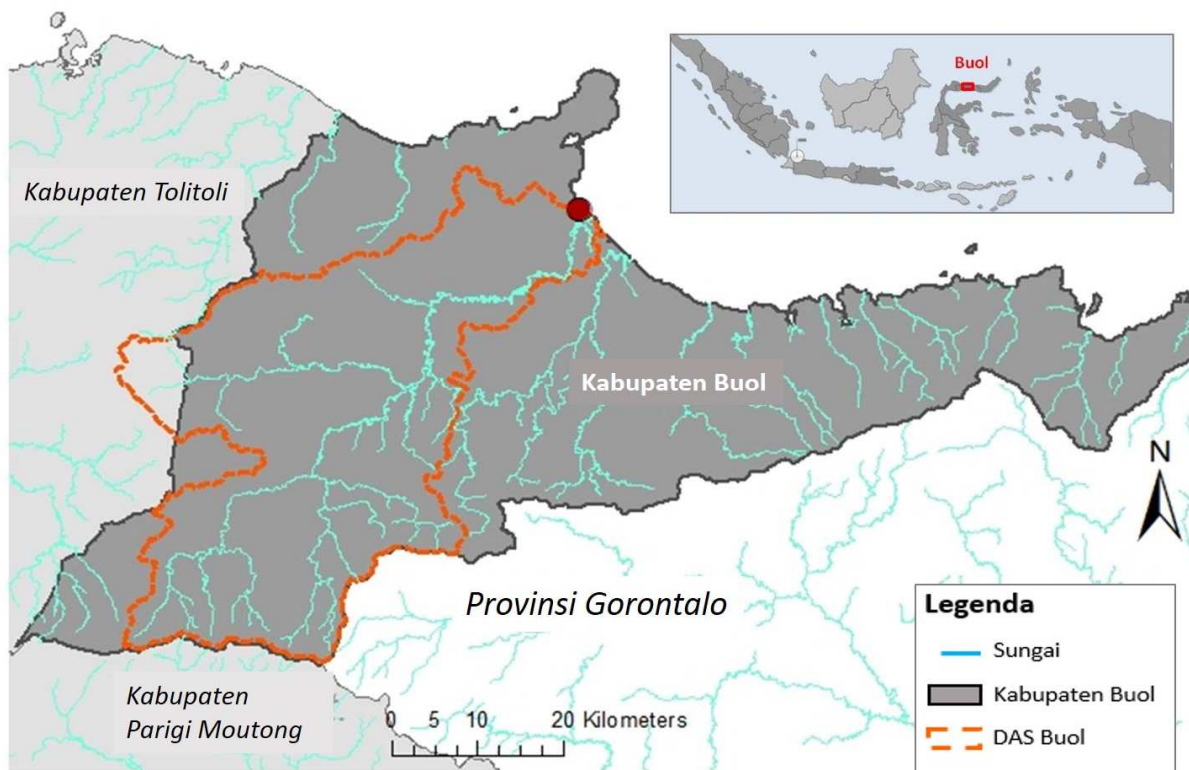 Buol
Kabupaten Tolitoli
Kabupaten Buol
N
Provinsi Gorontalo
Kabupaten
Parigi Moutong
0 5 10 20 Kilometers
Legenda
Sungai
Kabupaten Buol
DAS Buol